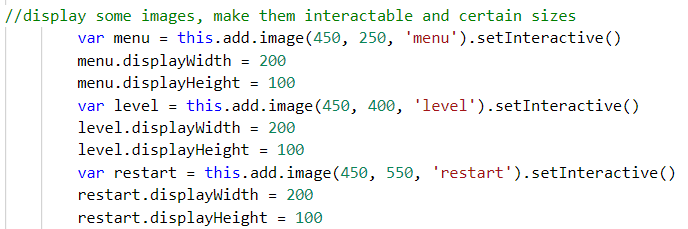 //display some images, make them interactable and certain sizes
var menu = this.add.image(450, 250, 'menu').setInteractive()
menu.displayWidth = 200
menu.displayHeight = 100
var level = this.add.image(450, 400, 'level').setInteractive()
level.displayWidth = 200
level.displayHeight = 100
var restart = this.add.image(450, 550, 'restart').setInteractive()
restart.displayWidth = 200
restart.displayHeight = 100